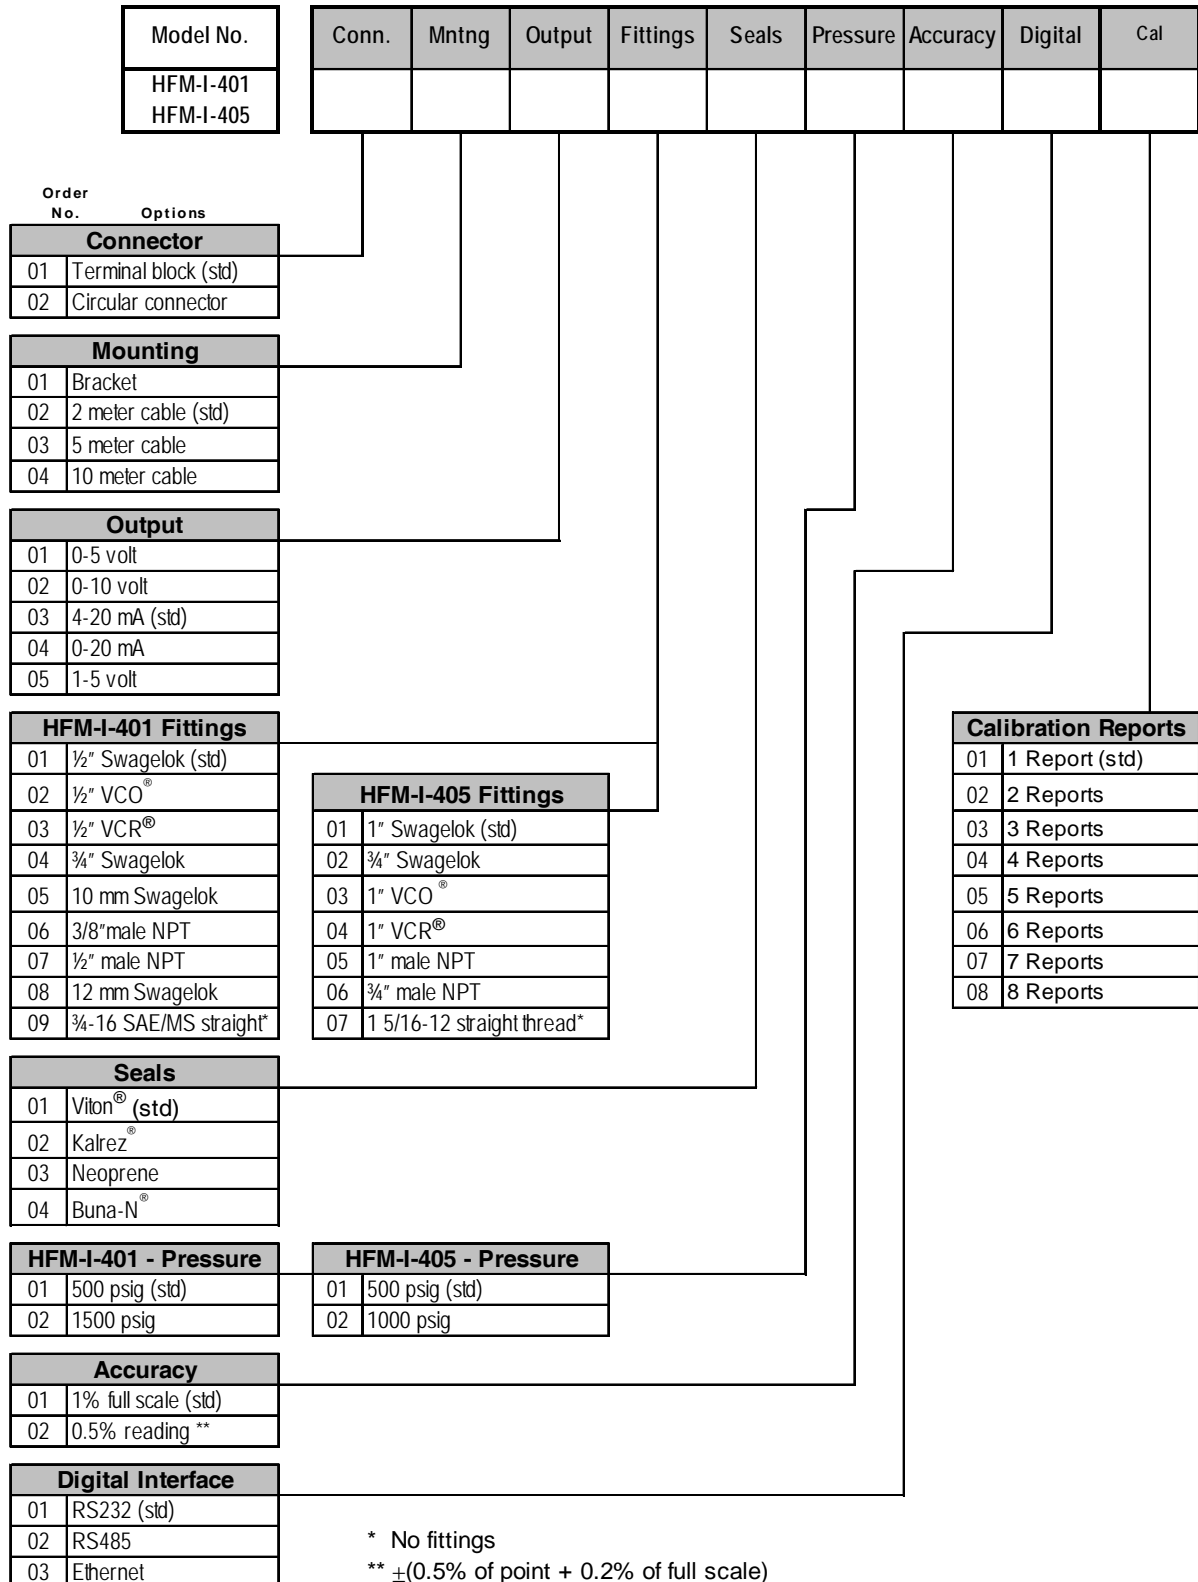 Model No. Conn. Mntng Output Fittings Seals Pressure Accuracy Digital Cal
HFM-I-401
HFM-I-405
Order
No. Options
Connector
01 Terminal block (std)
02 Circular connector
Mounting
01 Bracket
02 2 meter cable (std)
03 5 meter cable
04 10 meter cable
Output
01 0-5 volt
02 0-10 volt
03 4-20 mA (std)
04 0-20 mA
05 1-5 volt
HFM-I-401 Fittings
01 ½″ Swagelok (std)
02 ½″ VCO®
03 ½″ VCR®
04 ¾″ Swagelok
05 10 mm Swagelok
06 3/8″male NPT
07 ½″ male NPT
08 12 mm Swagelok
09 ¾-16 SAE/MS straight*
HFM-I-405 Fittings
01 1″ Swagelok (std)
02 ¾″ Swagelok
03 1″ VCO ®
04 1″ VCR®
05 1″ male NPT
06 ¾″ male NPT
07 1 5/16-12 straight thread*
Calibration Reports
01 1 Report (std)
02 2 Reports
03 3 Reports
04 4 Reports
05 5 Reports
06 6 Reports
07 7 Reports
08 8 Reports
Seals
01 Viton® (std)
02 Kalrez®
03 Neoprene
04 Buna-N®
HFM-I-401 - Pressure
01 500 psig (std)
02 1500 psig
HFM-I-405 - Pressure
01 500 psig (std)
02 1000 psig
Accuracy
01 1% full scale (std)
02 0.5% reading **
Digital Interface
01 RS232 (std)
02 RS485
03 Ethernet
* No fittings
** ±(0.5% of point + 0.2% of full scale)